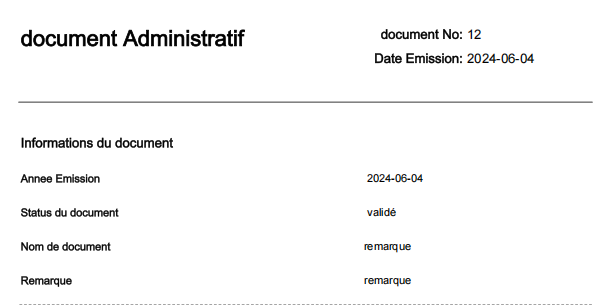 document Administratif
document No: 12
Date Emission: 2024-06-04
Informations du document
Annee Emission 2024-06-04
Status du document validé
Nom de document remarque
Remarque remarque